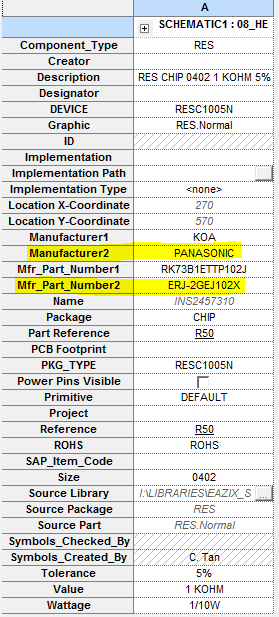 A
SCHEMATIC1 : 08_HE
Component_Type RES
Creator
Description RES CHIP 0402 1 KOHM 5%
Designator
DEVICE RESC1005N
Graphic RES.Normal
ID
Implementation
Implementation Path
Implementation Type <none>
Location X-Coordinate 270
Location Y-Coordinate 570
Manufacturer1 KOA
Manufacturer2 PANASONIC
Mfr_Part_Number1 RK73B1ETTP102J
Mfr_Part_Number2 ERJ-2GEJ102X
Name INS2457310
Package CHIP
Part Reference R50
PCB Footprint
PKG_TYPE RESC1005N
Power Pins Visible
Primitive DEFAULT
Project
Reference R50
ROHS ROHS
SAP_Item_Code
Size 0402
Source Library I:\LIBRARIES\EAZIX_S ...
Source Package RES
Source Part RES.Normal
Symbols_Checked_By
Symbols_Created_By C. Tan
Tolerance 5%
Value 1 KOHM
Wattage 1/10W